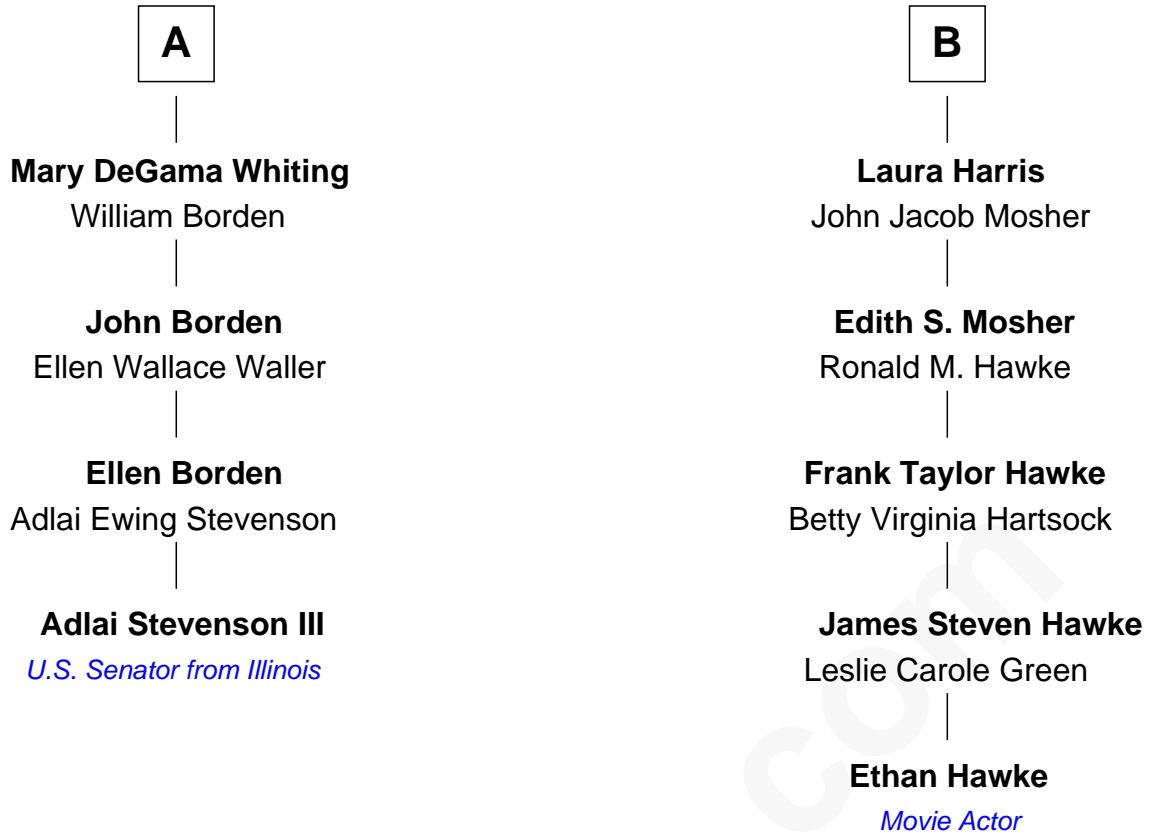 A
Mary DeGama Whiting
William Borden
John Borden
Ellen Wallace Waller
Ellen Borden
Adlai Ewing Stevenson
Adlai Stevenson III
U.S. Senator from Illinois
B
Laura Harris
John Jacob Mosher
Edith S. Mosher
Ronald M. Hawke
Frank Taylor Hawke
Betty Virginia Hartsock
James Steven Hawke
Leslie Carole Green
Ethan Hawke
Movie Actor
com